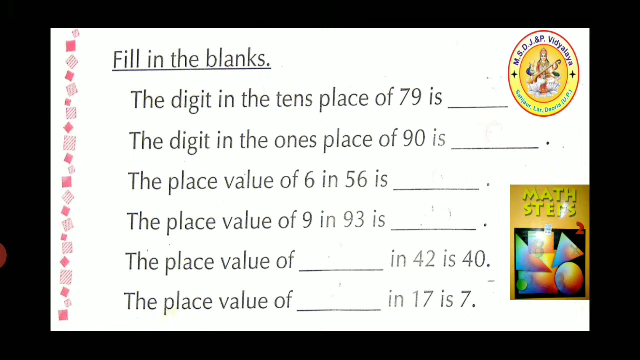 Fill in the blanks.
The digit in the tens place of 79 is ______
The digit in the ones place of 90 is ________ .
The place value of 6 in 56 is ________ .
The place value of 9 in 93 is ________ .
The place value of ________ in 42 is 40.
The place value of ________ in 17 is 7.
M.S.D.J.&P. Vidyalaya
MATH
STEPS
2